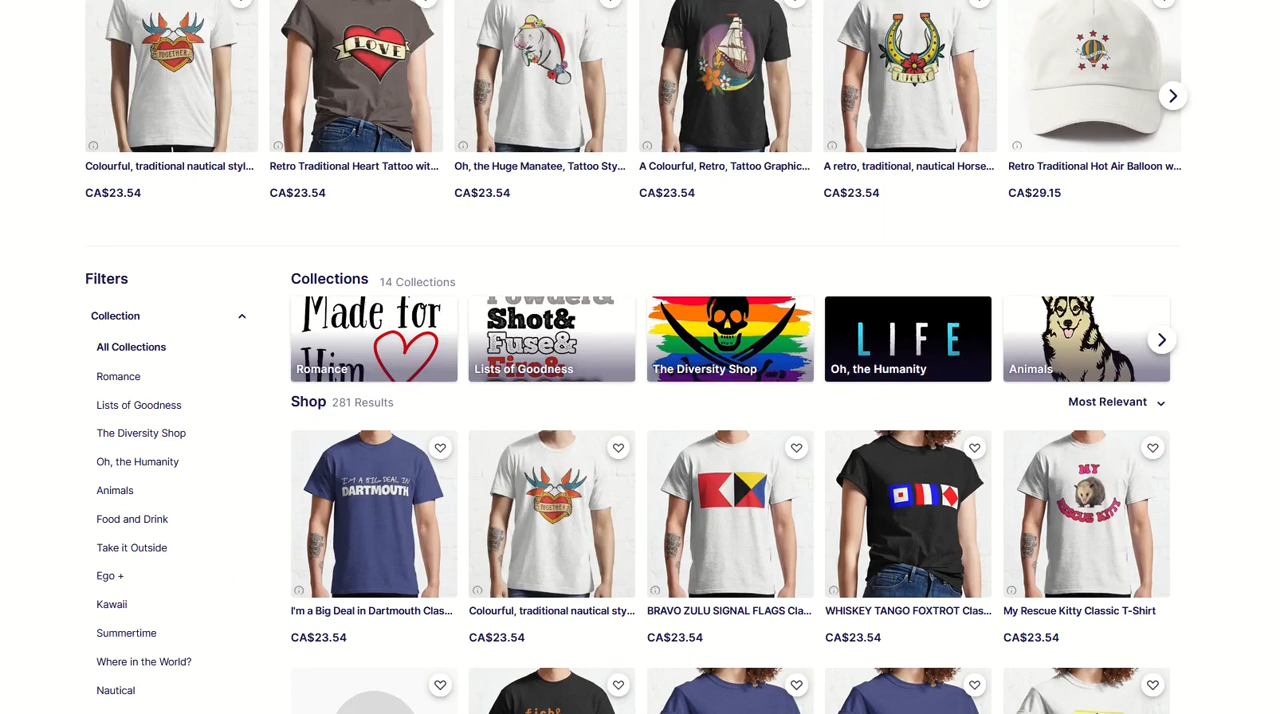 TOGETHER
LOVE
LUCKY
Colourful, traditional nautical styl...
Retro Traditional Heart Tattoo wit...
Oh, the Huge Manatee, Tattoo Sty...
A Colourful, Retro, Tattoo Graphic...
A retro, traditional, nautical Horse...
Retro Traditional Hot Air Balloon w...
CA$23.54
CA$23.54
CA$23.54
CA$23.54
CA$23.54
CA$29.15
Filters
Collections 14 Collections
Collection
All Collections
Romance
Lists of Goodness
The Diversity Shop
Oh, the Humanity
Animals
Food and Drink
Take it Outside
Ego +
Kawaii
Summertime
Where in the World?
Nautical
Made for
Him
Romance
Powder&
Shot&
Fuse&
Fire&
Lists of Goodness
The Diversity Shop
LIFE
Oh, the Humanity
Animals
Shop 281 Results
Most Relevant
I'M A BIG DEAL IN
DARTMOUTH
TOGETHER
MY
RESCUE KITTY
I'm a Big Deal in Dartmouth Clas...
Colourful, traditional nautical sty...
BRAVO ZULU SIGNAL FLAGS Cla...
WHISKEY TANGO FOXTROT Clas...
My Rescue Kitty Classic T-Shirt
CA$23.54
CA$23.54
CA$23.54
CA$23.54
CA$23.54
fish&